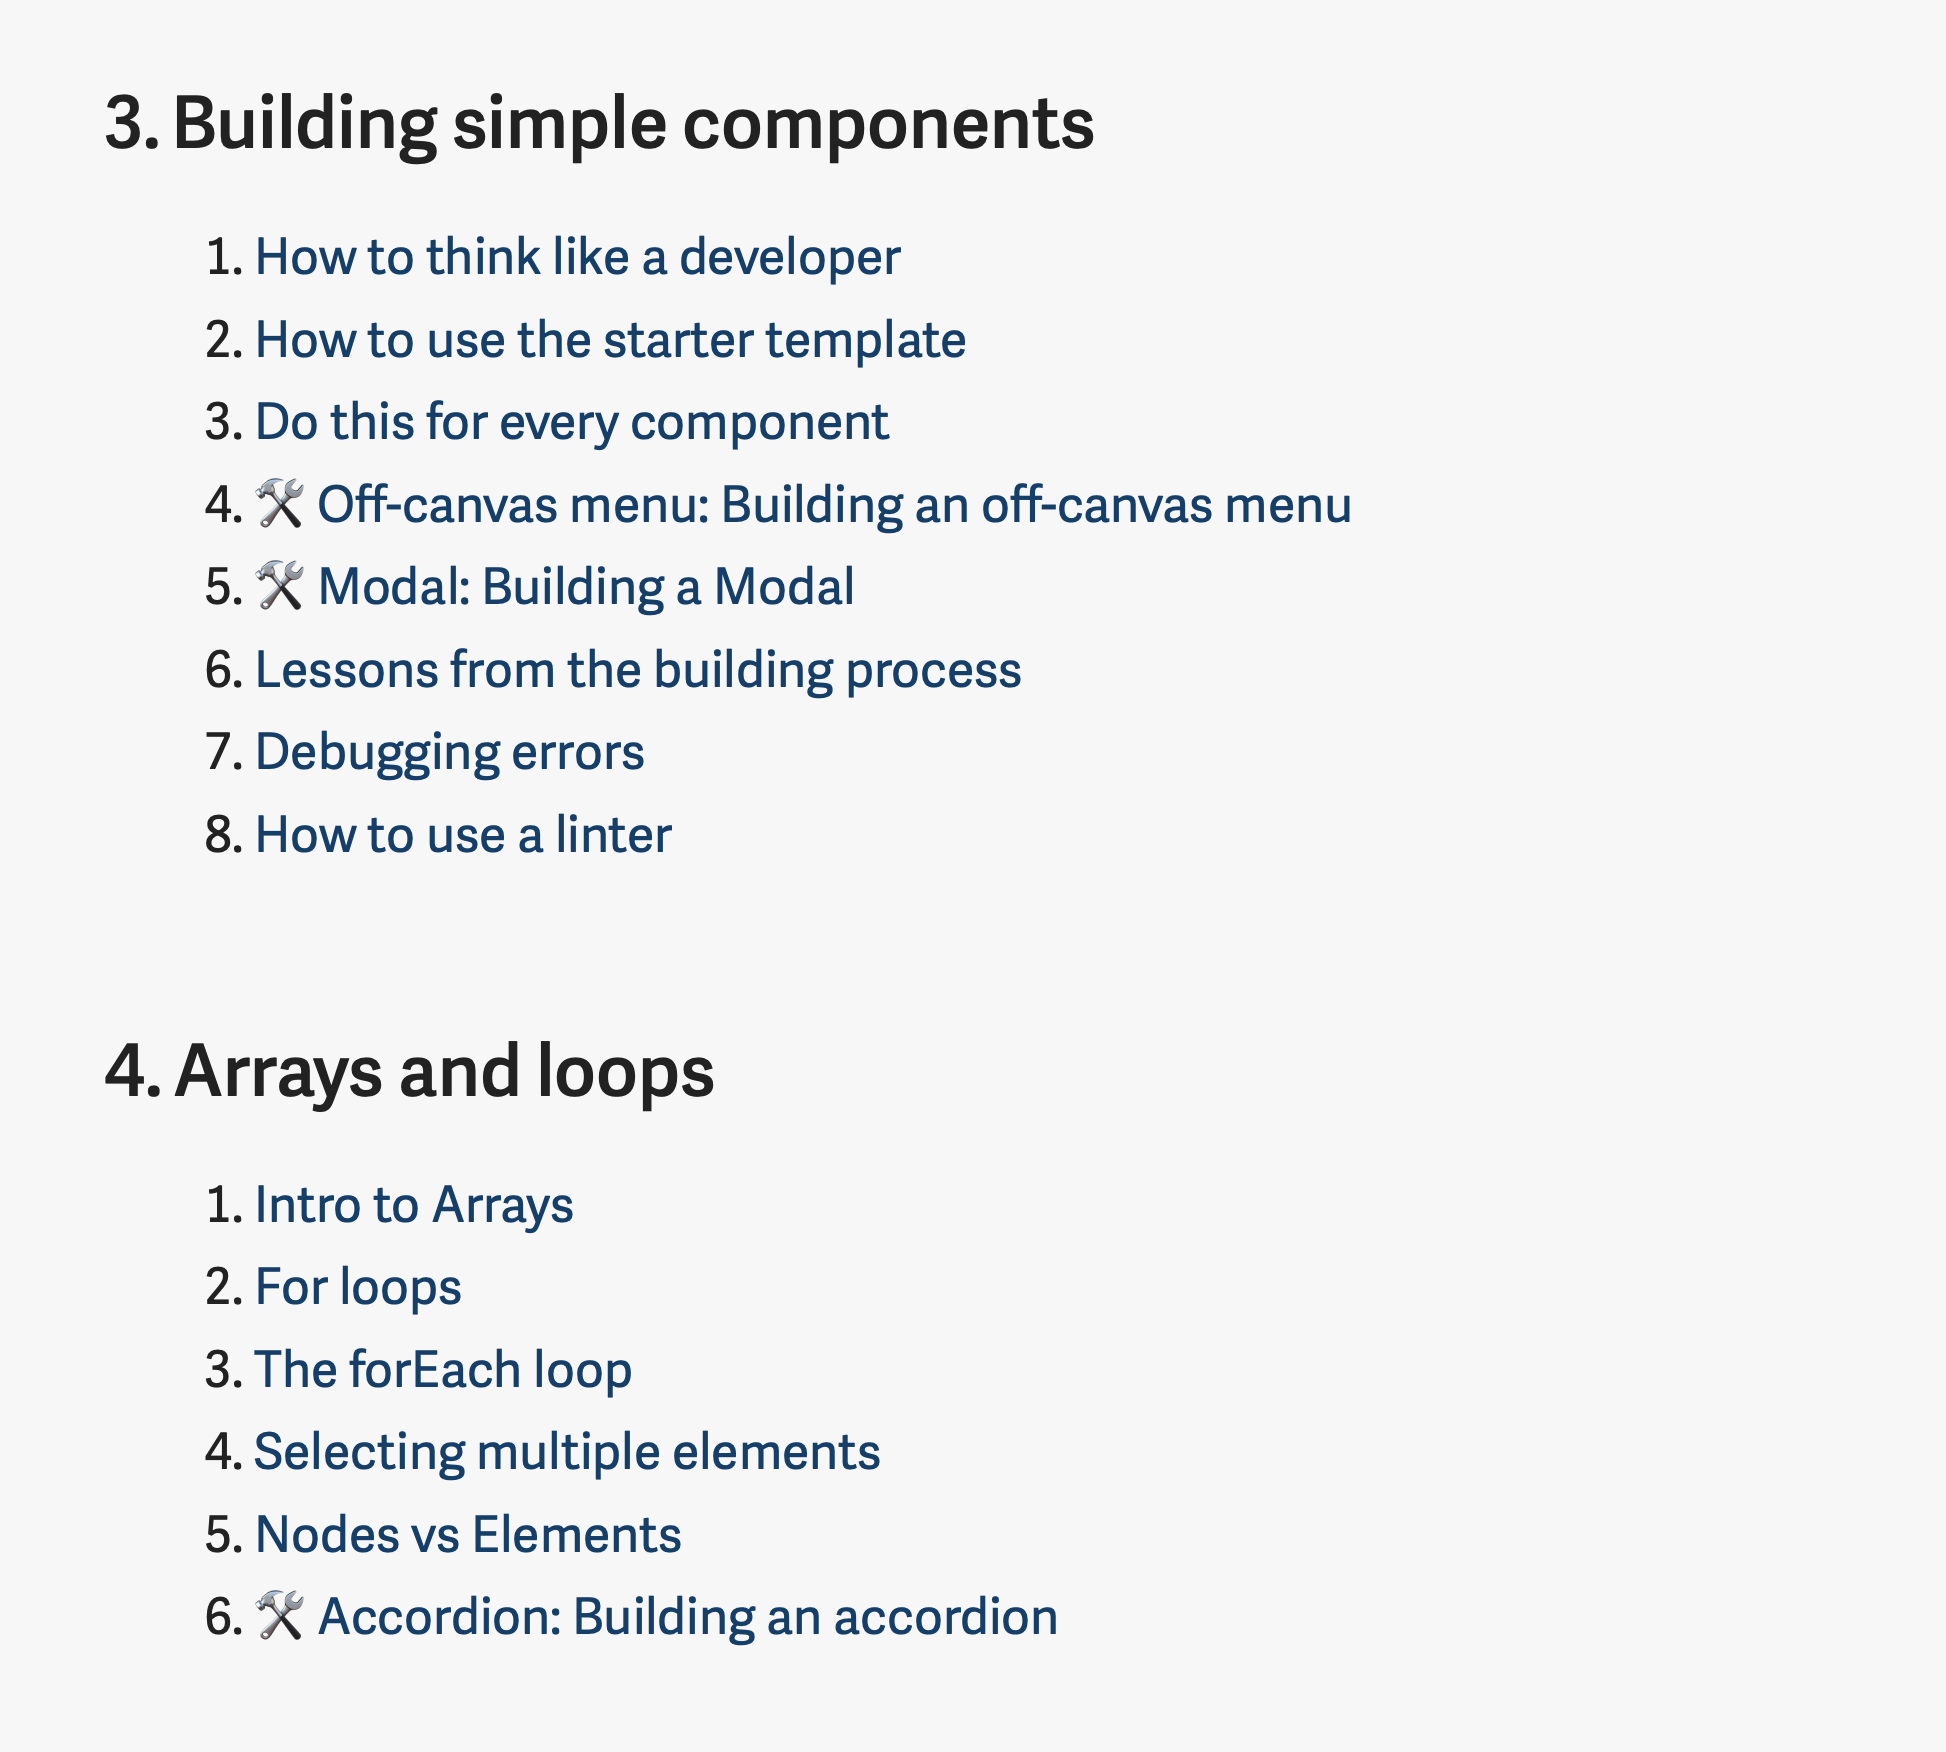 3. Building simple components
1. How to think like a developer
2. How to use the starter template
3. Do this for every component
4. 🛠 Off-canvas menu: Building an off-canvas menu
5. 🛠 Modal: Building a Modal
6. Lessons from the building process
7. Debugging errors
8. How to use a linter
4. Arrays and loops
1. Intro to Arrays
2. For loops
3. The forEach loop
4. Selecting multiple elements
5. Nodes vs Elements
6. 🛠 Accordion: Building an accordion